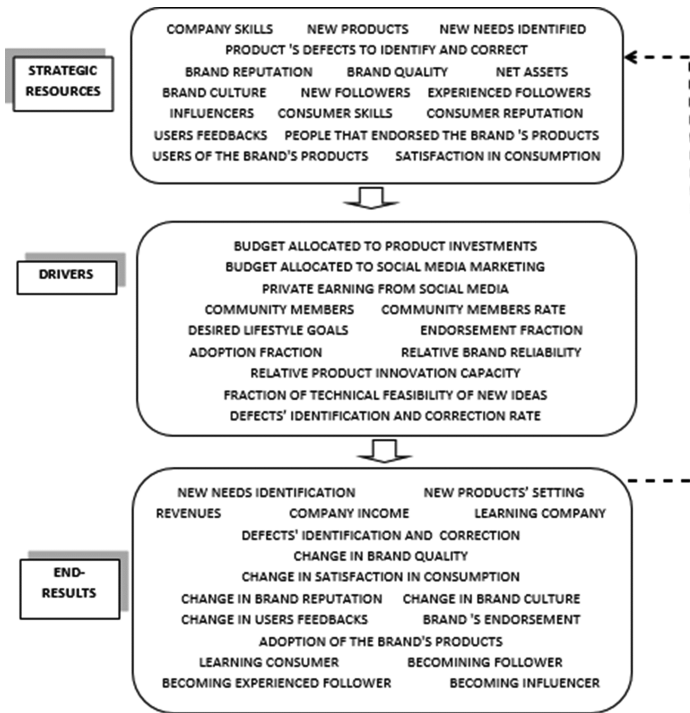 COMPANY SKILLS NEW PRODUCTS NEW NEEDS IDENTIFIED
PRODUCT 'S DEFECTS TO IDENTIFY AND CORRECT
STRATEGIC
RESOURCES
BRAND REPUTATION BRAND QUALITY NET ASSETS
BRAND CULTURE NEW FOLLOWERS EXPERIENCED FOLLOWERS
INFLUENCERS CONSUMER SKILLS CONSUMER REPUTATION
USERS FEEDBACKS PEOPLE THAT ENDORSED THE BRAND 'S PRODUCTS
USERS OF THE BRAND'S PRODUCTS SATISFACTION IN CONSUMPTION
DRIVERS
BUDGET ALLOCATED TO PRODUCT INVESTMENTS
BUDGET ALLOCATED TO SOCIAL MEDIA MARKETING
PRIVATE EARNING FROM SOCIAL MEDIA
COMMUNITY MEMBERS COMMUNITY MEMBERS RATE
DESIRED LIFESTYLE GOALS ENDORSEMENT FRACTION
ADOPTION FRACTION RELATIVE BRAND RELIABILITY
RELATIVE PRODUCT INNOVATION CAPACITY
FRACTION OF TECHNICAL FEASIBILITY OF NEW IDEAS
DEFECTS' IDENTIFICATION AND CORRECTION RATE
NEW NEEDS IDENTIFICATION NEW PRODUCTS' SETTING
REVENUES COMPANY INCOME LEARNING COMPANY
DEFECTS' IDENTIFICATION AND CORRECTION
CHANGE IN BRAND QUALITY
END-
RESULTS
CHANGE IN SATISFACTION IN CONSUMPTION
CHANGE IN BRAND REPUTATION CHANGE IN BRAND CULTURE
CHANGE IN USERS FEEDBACKS BRAND 'S ENDORSEMENT
ADOPTION OF THE BRAND'S PRODUCTS
LEARNING CONSUMER BECOMINING FOLLOWER
BECOMING EXPERIENCED FOLLOWER BECOMING INFLUENCER